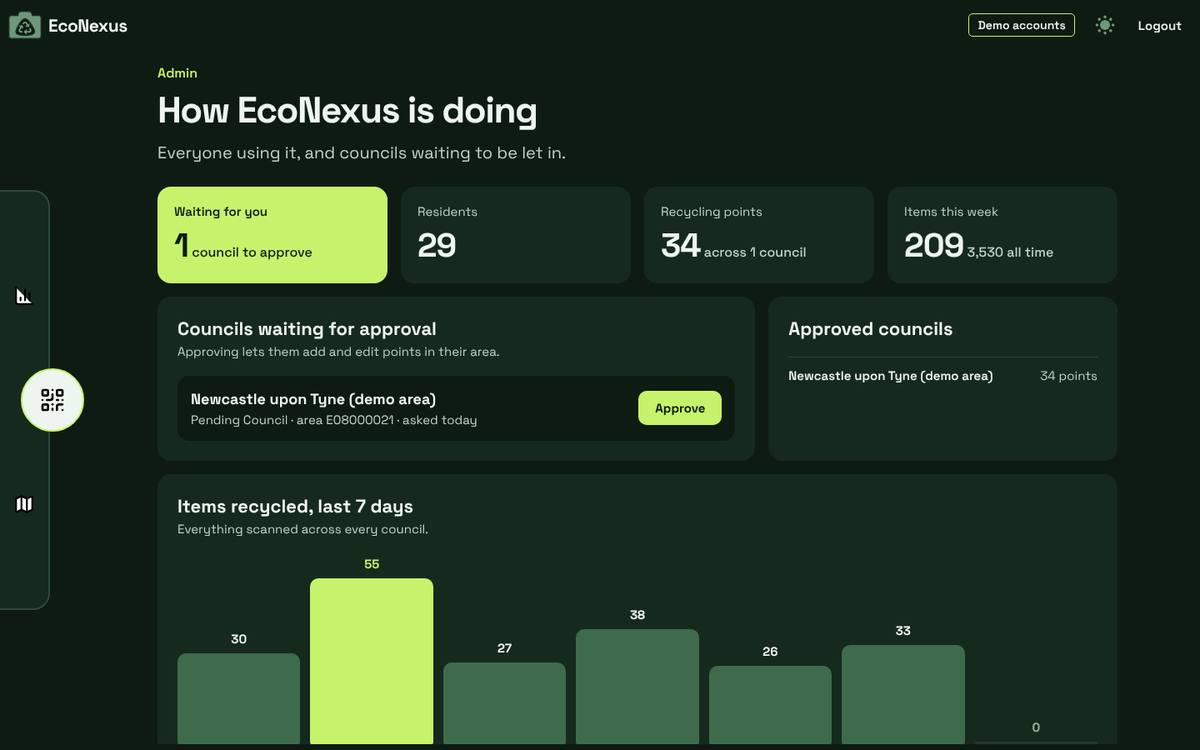 EcoNexus
Demo accounts
Logout
Admin
How EcoNexus is doing
Everyone using it, and councils waiting to be let in.
Waiting for you
1 council to approve
Residents
29
Recycling points
34 across 1 council
Items this week
209 3,530 all time
Councils waiting for approval
Approving lets them add and edit points in their area.
Newcastle upon Tyne (demo area)
Pending Council · area E08000021 · asked today
Approve
Approved councils
Newcastle upon Tyne (demo area) 34 points
Items recycled, last 7 days
Everything scanned across every council.
30
55
27
38
26
33
0